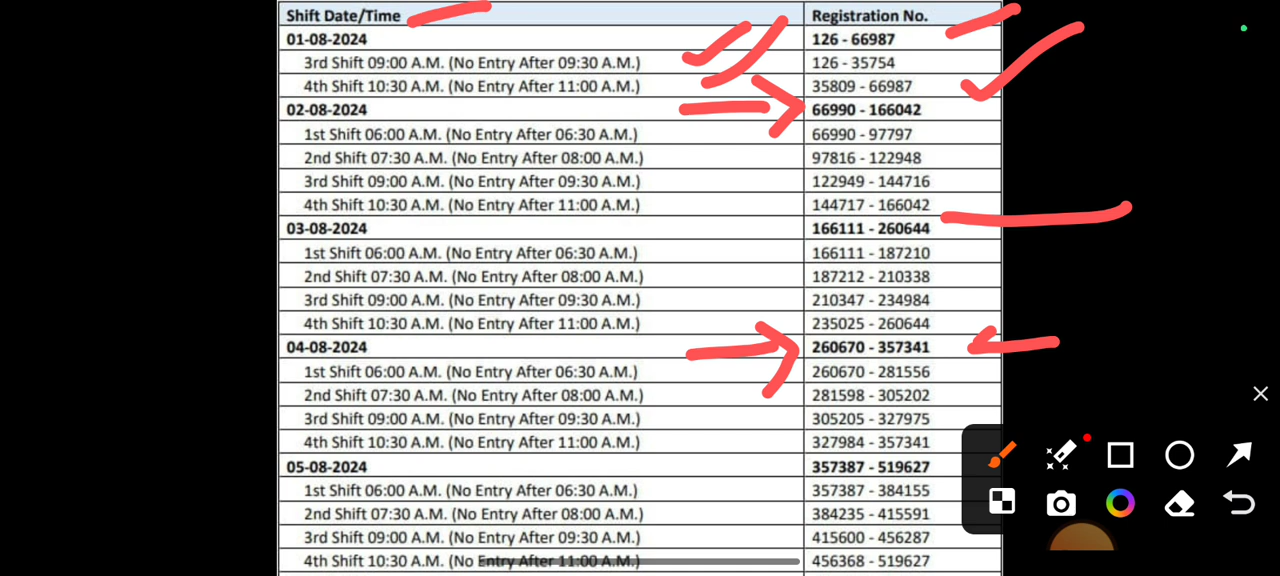 Shift Date/Time Registration No.
01-08-2024 126 - 66987
3rd Shift 09:00 A.M. (No Entry After 09:30 A.M.) 126 - 35754
4th Shift 10:30 A.M. (No Entry After 11:00 A.M.) 35809 - 66987
02-08-2024 66990 - 166042
1st Shift 06:00 A.M. (No Entry After 06:30 A.M.) 66990 - 97797
2nd Shift 07:30 A.M. (No Entry After 08:00 A.M.) 97816 - 122948
3rd Shift 09:00 A.M. (No Entry After 09:30 A.M.) 122949 - 144716
4th Shift 10:30 A.M. (No Entry After 11:00 A.M.) 144717 - 166042
03-08-2024 166111 - 260644
1st Shift 06:00 A.M. (No Entry After 06:30 A.M.) 166111 - 187210
2nd Shift 07:30 A.M. (No Entry After 08:00 A.M.) 187212 - 210338
3rd Shift 09:00 A.M. (No Entry After 09:30 A.M.) 210347 - 234984
4th Shift 10:30 A.M. (No Entry After 11:00 A.M.) 235025 - 260644
04-08-2024 260670 - 357341
1st Shift 06:00 A.M. (No Entry After 06:30 A.M.) 260670 - 281556
2nd Shift 07:30 A.M. (No Entry After 08:00 A.M.) 281598 - 305202
3rd Shift 09:00 A.M. (No Entry After 09:30 A.M.) 305205 - 327975
4th Shift 10:30 A.M. (No Entry After 11:00 A.M.) 327984 - 357341
05-08-2024 357387 - 519627
1st Shift 06:00 A.M. (No Entry After 06:30 A.M.) 357387 - 384155
2nd Shift 07:30 A.M. (No Entry After 08:00 A.M.) 384235 - 415591
3rd Shift 09:00 A.M. (No Entry After 09:30 A.M.) 415600 - 456287
4th Shift 10:30 A.M. (No Entry After 11:00 A.M.) 456368 - 519627